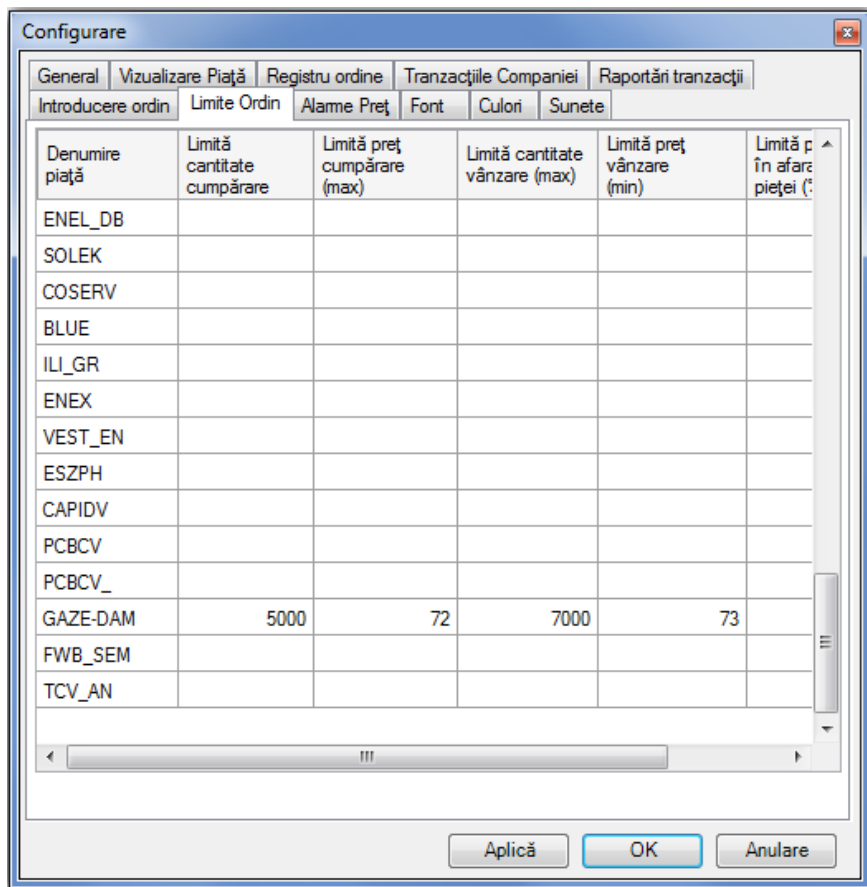 Configurare
General Vizualizare Piaţă Registru ordine Tranzacţiile Companiei Raportări tranzacţii
Introducere ordin Limite Ordin Alarme Preţ Font Culori Sunete
Denumire piaţă
Limită cantitate cumpărare
Limită preţ cumpărare (max)
Limită cantitate vânzare (max)
Limită preţ vânzare (min)
Limită în pieţei
ENEL_DB
SOLEK
COSERV
BLUE
ILI_GR
ENEX
VEST_EN
ESZPH
CAPIDV
PCBCV
PCBCV_
GAZE-DAM 5000 72 7000 73
FWB_SEM
TCV_AN
Aplică OK Anulare